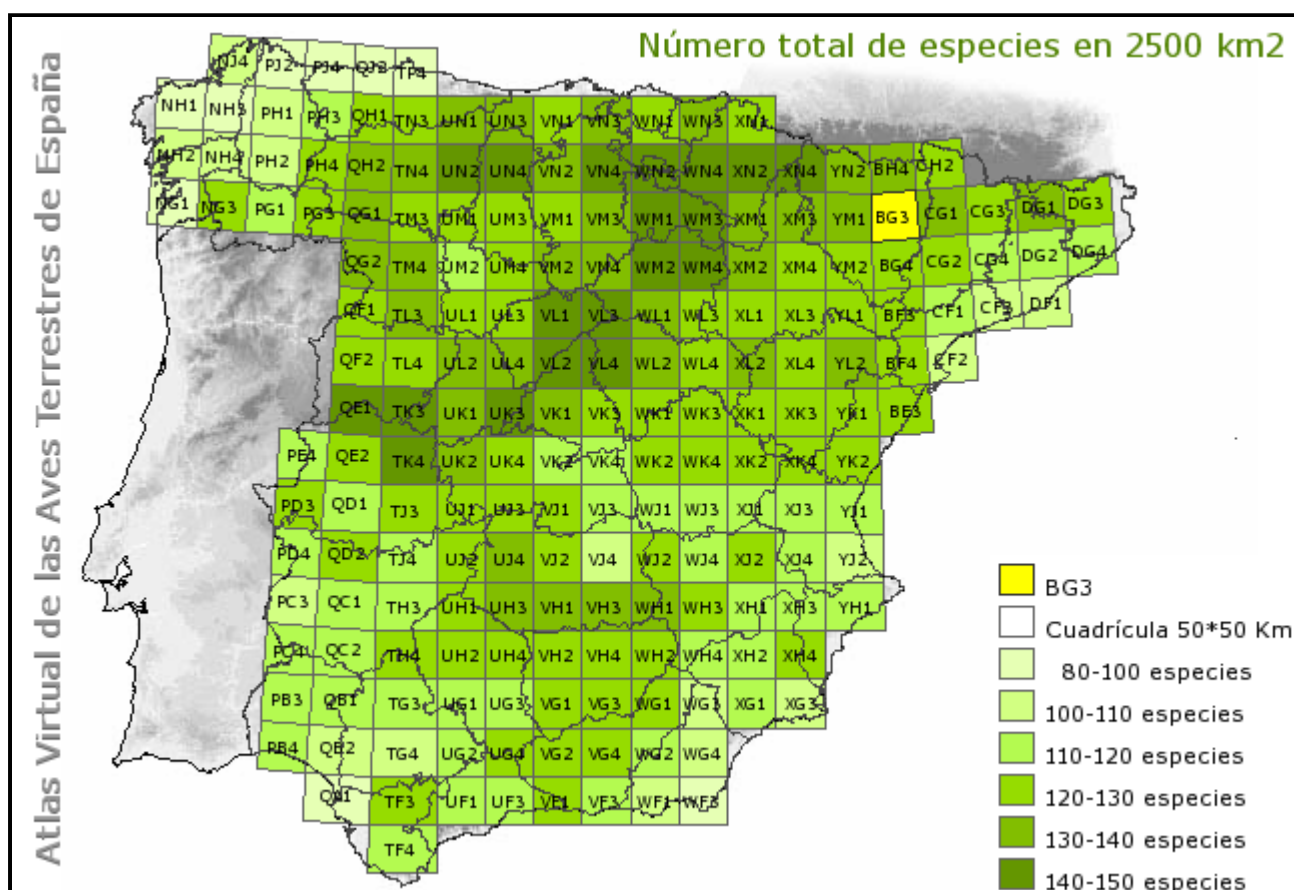 Número total de especies en 2500 km2
Atlas Virtual de las Aves Terrestres de España
NJ4 PJ2 PJ4 QJ2 TP4
NH1 NH3 PH1 PH3 QH1 TN3 UN1 UN3 VN1 VN3 WN1 WN3 XN1
NH2 NH4 PH2 PH4 QH2 TN4 UN2 UN4 VN2 VN4 WN2 WN4 XN2 XN4 YN2 BH4 CH2
NG1 NG3 PG1 PG3 QG1 TM3 UM1 UM3 VM1 VM3 WM1 WM3 XM1 XM3 YM1 BG3 CG1 CG3 DG1 DG3
QG2 TM4 UM2 UM4 VM2 VN4 WM2 WM4 XM2 XM4 YM2 BG4 CG2 CG4 DG2 DG4
QF1 TL3 UL1 UL3 VL1 VL3 WL1 WL3 XL1 XL3 YL1 BF3 CF1 CF3 DF1
QF2 TL4 UL2 UL4 VL2 VL4 WL2 WL4 XL2 XL4 YL2 BF4 CF2
QE1 TK3 UK1 UK3 VK1 VK3 WK1 WK3 XK1 XK3 YK1 BE3
PE4 QE2 TK4 UK2 UK4 VK2 VK4 WK2 WK4 XK2 XK4 YK2
PD3 QD1 TJ3 UJ1 UJ3 VJ1 VJ3 WJ1 WJ3 XJ1 XJ3 YJ1
PD4 QD2 TJ4 UJ2 UJ4 VJ2 VJ4 WJ2 WJ4 XJ2 XJ4 YJ2
PC3 QC1 TH3 UH1 UH3 VH1 VH3 WH1 WH3 XH1 XH3 YH1
PC4 QC2 TH4 UH2 UH4 VH2 VH4 WH2 WH4 XH2 XH4
PB3 QB1 TG3 UG1 UG3 VG1 VG3 WG1 WG3 XG1 XG3
PB4 QB2 TG4 UG2 UG4 VG2 VG4 WG2 WG4
QA1 TF3 UF1 UF3 VF1 VF3 WF1 WF3
TF4
BG3
Cuadrícula 50*50 Km
80-100 especies
100-110 especies
110-120 especies
120-130 especies
130-140 especies
140-150 especies